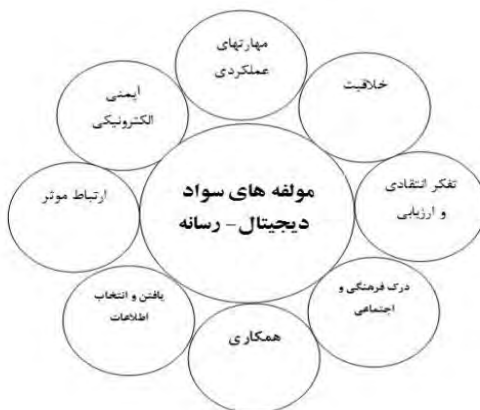 مهارتهای
عملکردی
خلاقیت
تفکر انتقادی
و ارزیابی
درک فرهنگی و
اجتماعی
همکاری
یافتن و انتخاب
اطلاعات
ارتباط موثر
ایمنی
الکترونیکی
مولفه های سواد
دیجیتال- رسانه